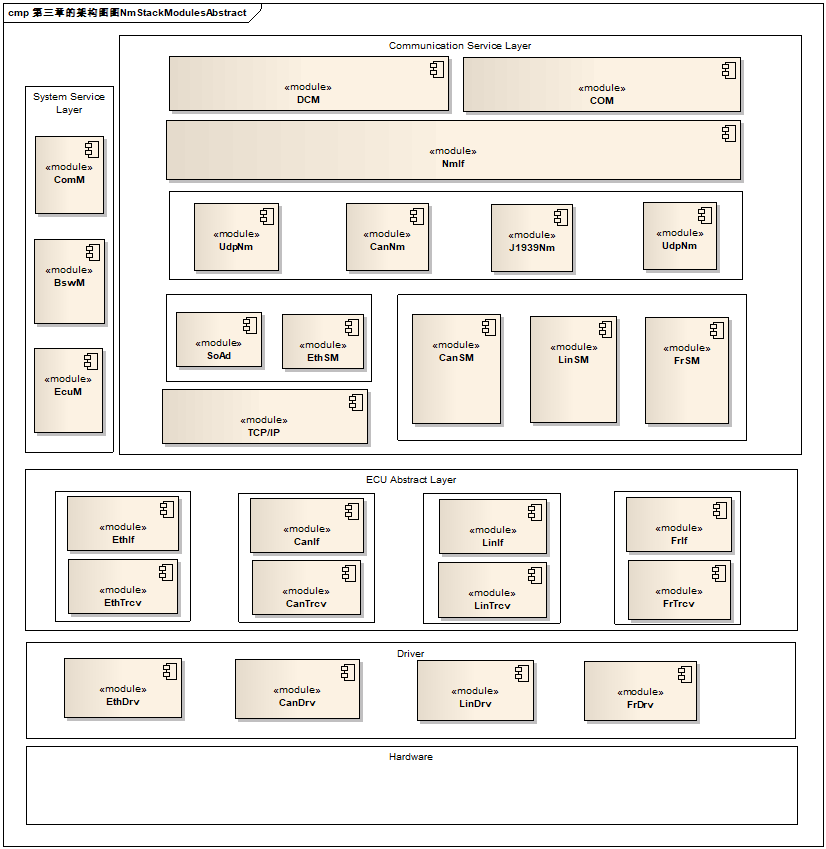 cmp 第三章的架构图图NmStackModulesAbstract
Communication Service Layer
«module»
DCM
«module»
COM
«module»
NmIf
System Service
Layer
«module»
ComM
«module»
BswM
«module»
EcuM
«module»
UdpNm
«module»
CanNm
«module»
J1939Nm
«module»
UdpNm
«module»
SoAd
«module»
EthSM
«module»
CanSM
«module»
LinSM
«module»
FrSM
«module»
TCP/IP
ECU Abstract Layer
«module»
EthIf
«module»
CanIf
«module»
LinIf
«module»
FrIf
«module»
EthTrcv
«module»
CanTrcv
«module»
LinTrcv
«module»
FrTrcv
Driver
«module»
EthDrv
«module»
CanDrv
«module»
LinDrv
«module»
FrDrv
Hardware